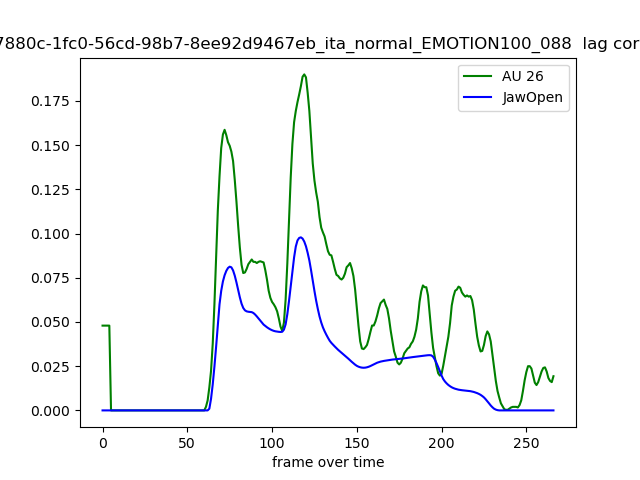 7880c-1fc0-56cd-98b7-8ee92d9467eb_ita_normal_EMOTION100_088 lag cor
AU 26
JawOpen
0.175
0.150
0.125
0.100
0.075
0.050
0.025
0.000
0 50 100 150 200 250
frame over time